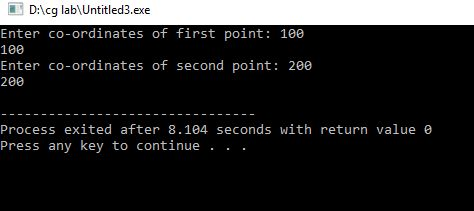 D:\cg lab\Untitled3.exe
Enter co-ordinates of first point: 100
100
Enter co-ordinates of second point: 200
200
--------------------------------
Process exited after 8.104 seconds with return value 0
Press any key to continue . . .